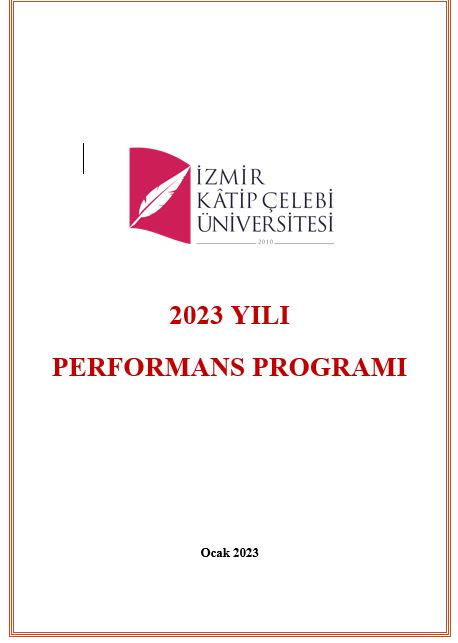 İZMİR
KÂTİP ÇELEBİ
ÜNİVERSİTESİ
2010
2023 YILI
PERFORMANS PROGRAMI
Ocak 2023